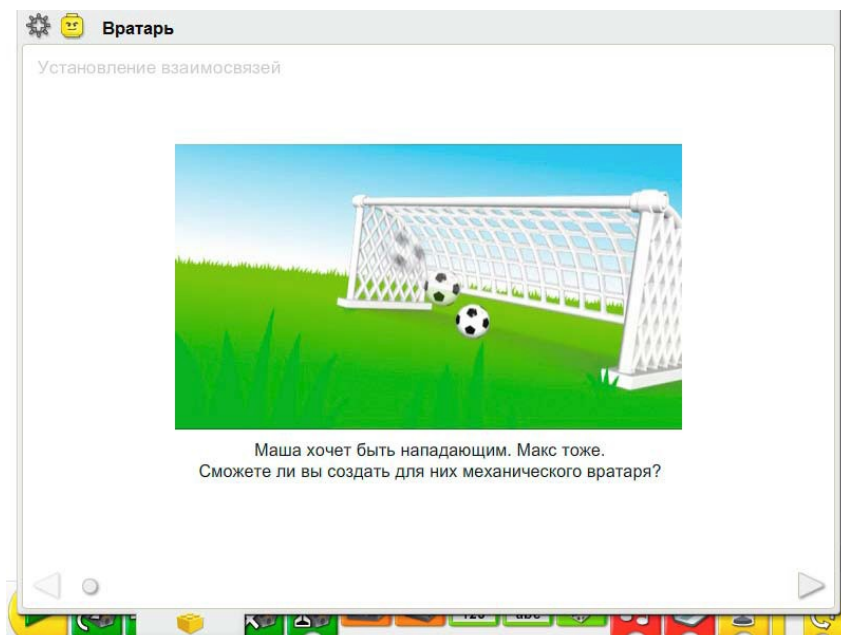 Вратарь
Установление взаимосвязей
Маша хочет быть нападающим. Макс тоже.
Сможете ли вы создать для них механического вратаря?